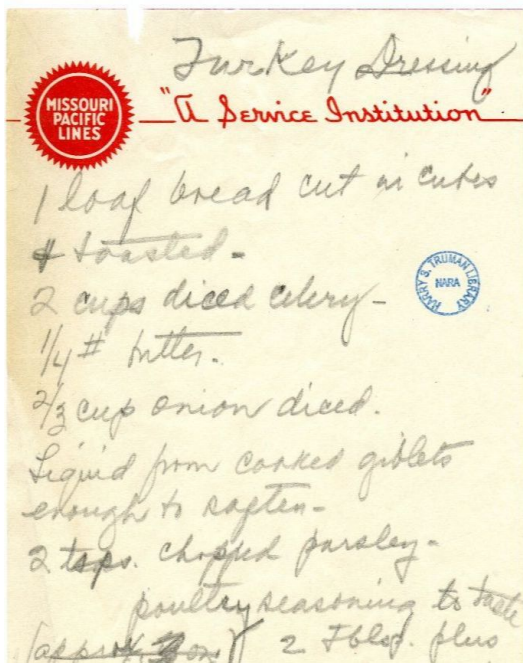 Turkey Dressing
MISSOURI
PACIFIC
LINES
"A Service Institution"
1 loaf bread cut in cubes
& toasted -
2 cups diced celery -
HARRY S. TRUMAN LIBRARY
NARA
1/4 # butter -
2/3 cup onion diced.
Liquid from cooked giblets
enough to soften -
2 tsps. chopped parsley -
poultry seasoning to taste
(approx. 2 Tblsp. plus